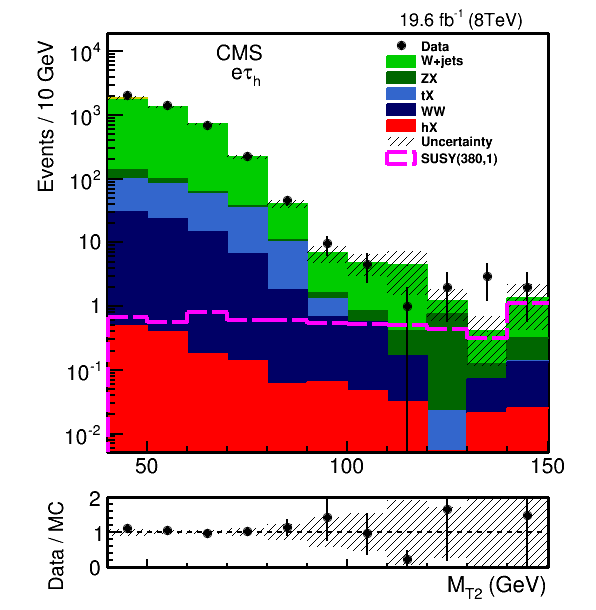 19.6 fb⁻¹ (8TeV)
CMS
eτₕ
Data
W+jets
ZX
tX
WW
hX
Uncertainty
SUSY(380,1)
Events / 10 GeV
10⁴
10³
10²
10
1
10⁻¹
10⁻²
50 100 150
Data / MC
2
1
0
M_T2 (GeV)